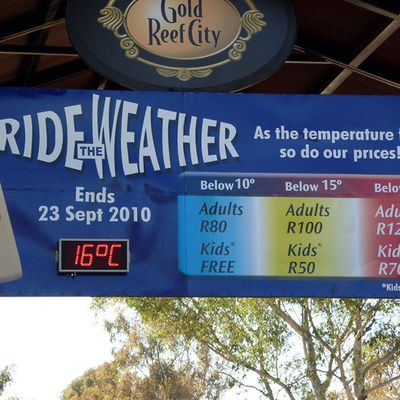 Gold
Reef City
RIDE THE WEATHER
Ends
23 Sept 2010
16°C
As the temperature
so do our prices!
Below 10° Below 15° Below
Adults Adults
R80 R100
Kids* Kids*
FREE R50